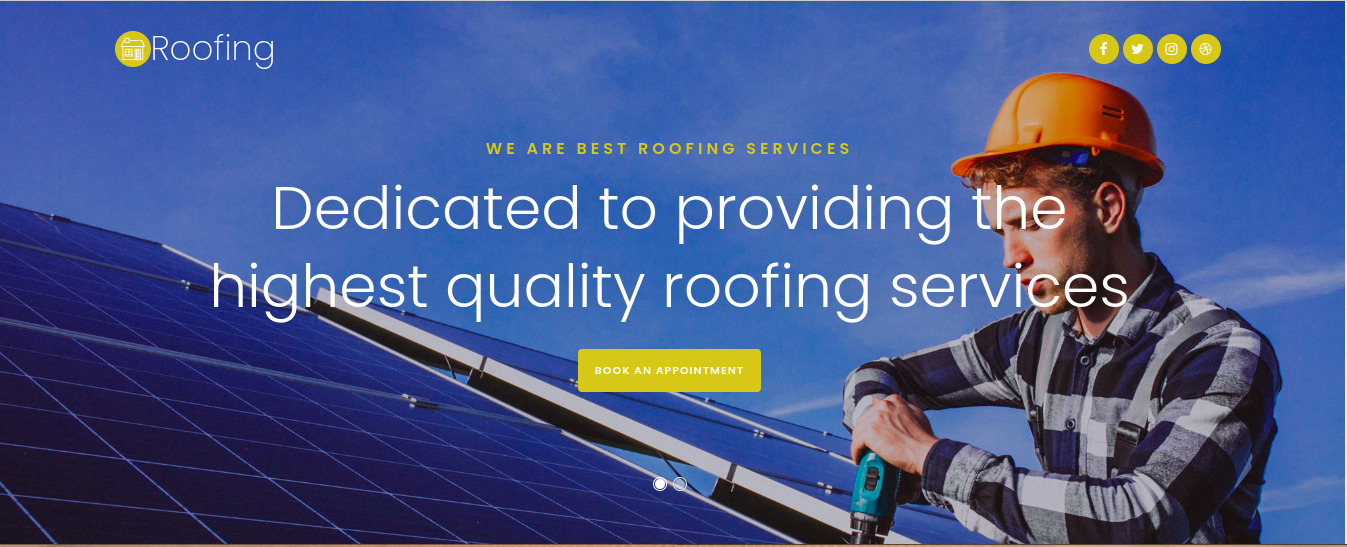 Roofing
WE ARE BEST ROOFING SERVICES
Dedicated to providing the
highest quality roofing services
BOOK AN APPOINTMENT